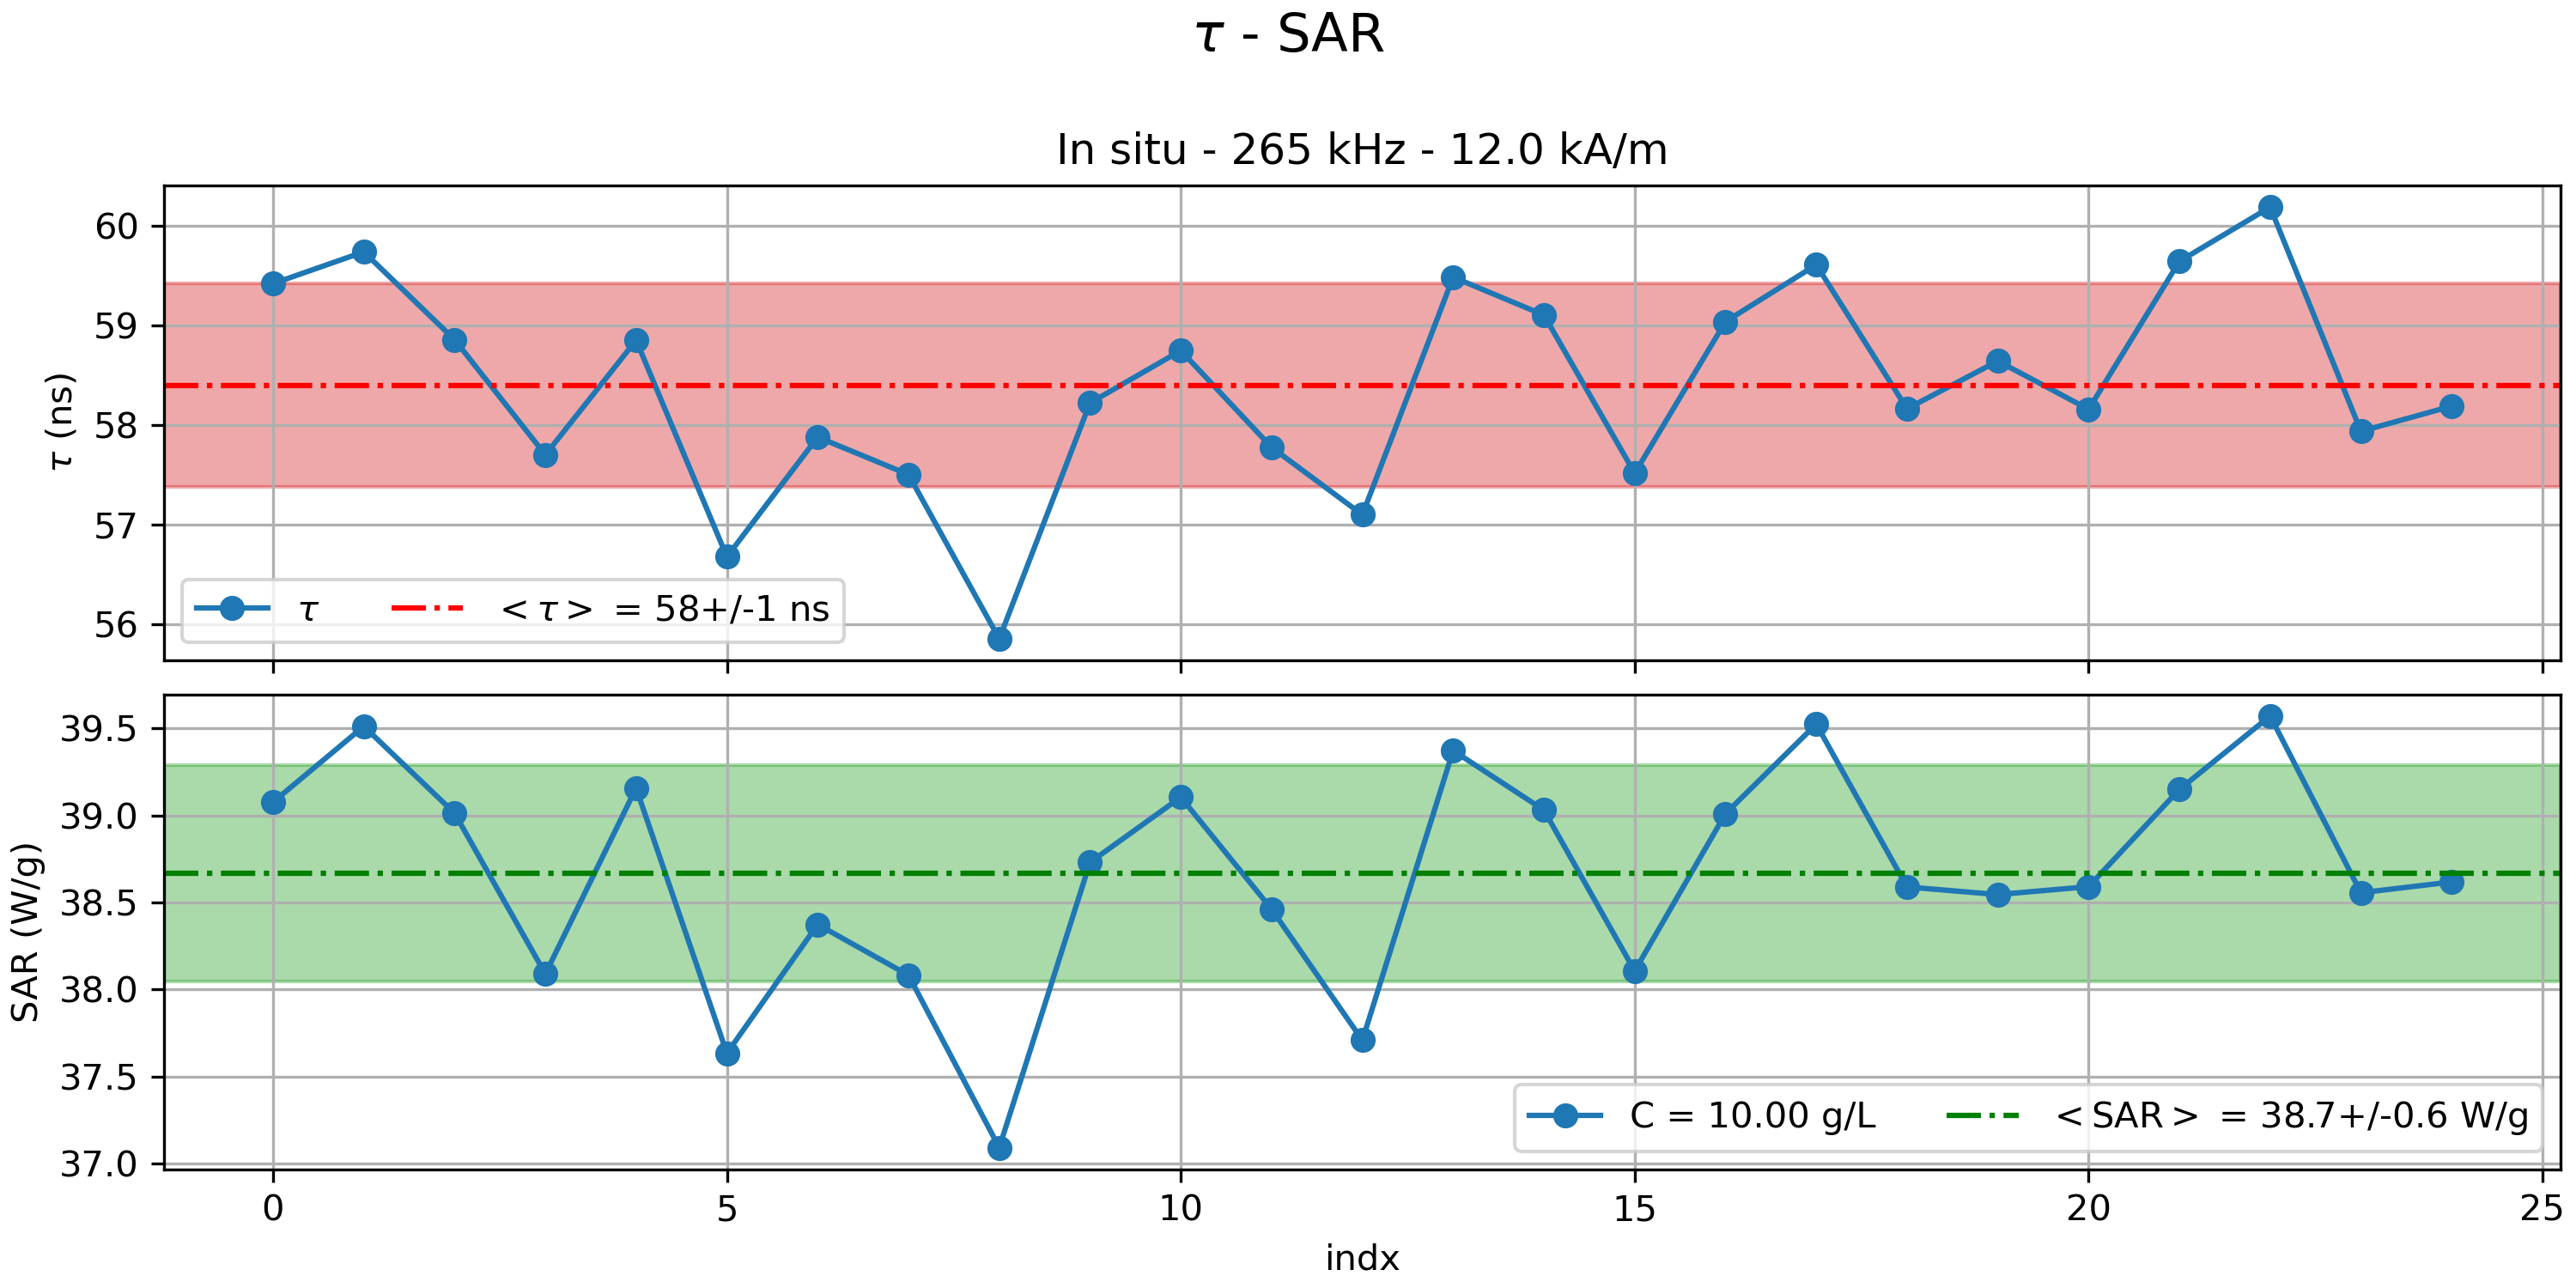 τ - SAR
In situ - 265 kHz - 12.0 kA/m
τ (ns)
60
59
58
57
56
τ
<τ> = 58+/-1 ns
SAR (W/g)
39.5
39.0
38.5
38.0
37.5
37.0
C = 10.00 g/L
<SAR> = 38.7+/-0.6 W/g
0 5 10 15 20 25
indx